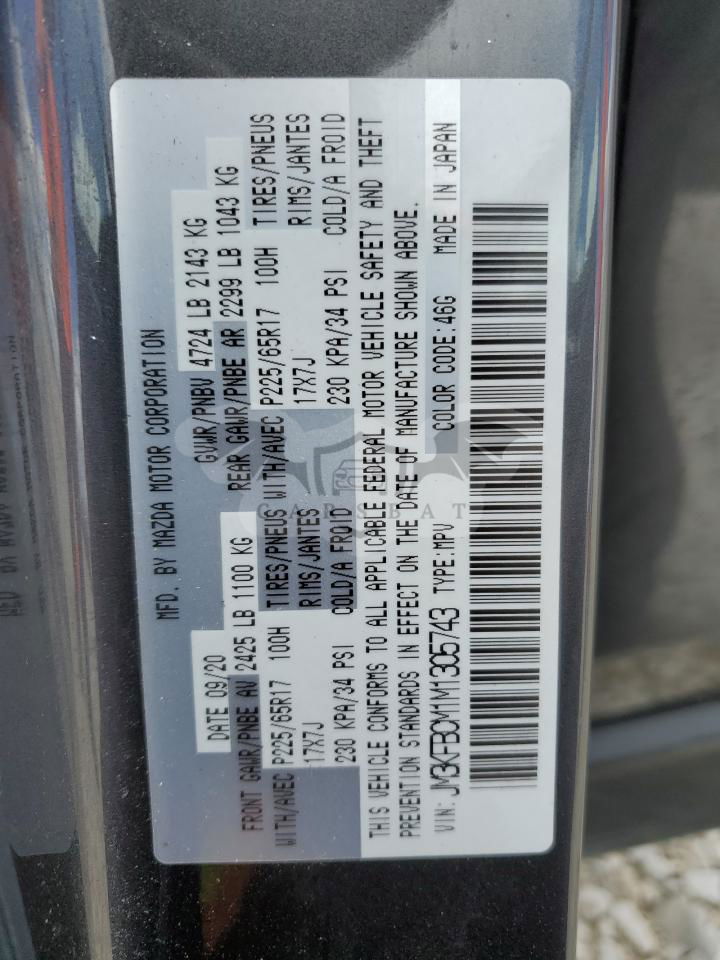 MFD. BY MAZDA MOTOR CORPORATION
DATE 09/20 GVWR/PNBV 4724 LB 2143 KG
FRONT GAWR/PNBE AV 2425 LB 1100 KG REAR GAWR/PNBE AR 2299 LB 1043 KG
WITH/AVEC P225/65R17 100H TIRES/PNEUS WITH/AVEC P225/65R17 100H TIRES/PNEUS
17X7J RIMS/JANTES 17X7J RIMS/JANTES
230 KPA/34 PSI COLD/A FROID 230 KPA/34 PSI COLD/A FROID
THIS VEHICLE CONFORMS TO ALL APPLICABLE FEDERAL MOTOR VEHICLE SAFETY AND THEFT
PREVENTION STANDARDS IN EFFECT ON THE DATE OF MANUFACTURE SHOWN ABOVE.
VIN: JM3KFBCM1M1305743 TYPE:MPV COLOR CODE:46G MADE IN JAPAN
CARSBAT